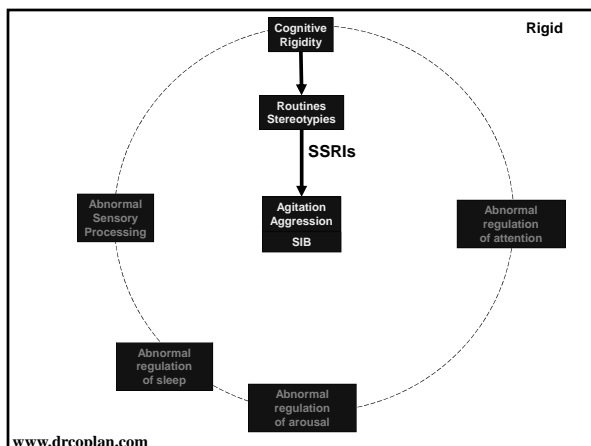 Cognitive
Rigidity
Rigid
Routines
Stereotypies
SSRIs
Abnormal
Sensory
Processing
Agitation
Aggression
SIB
Abnormal
regulation
of attention
Abnormal
regulation
of sleep
Abnormal
regulation
of arousal
www.drcoplan.com